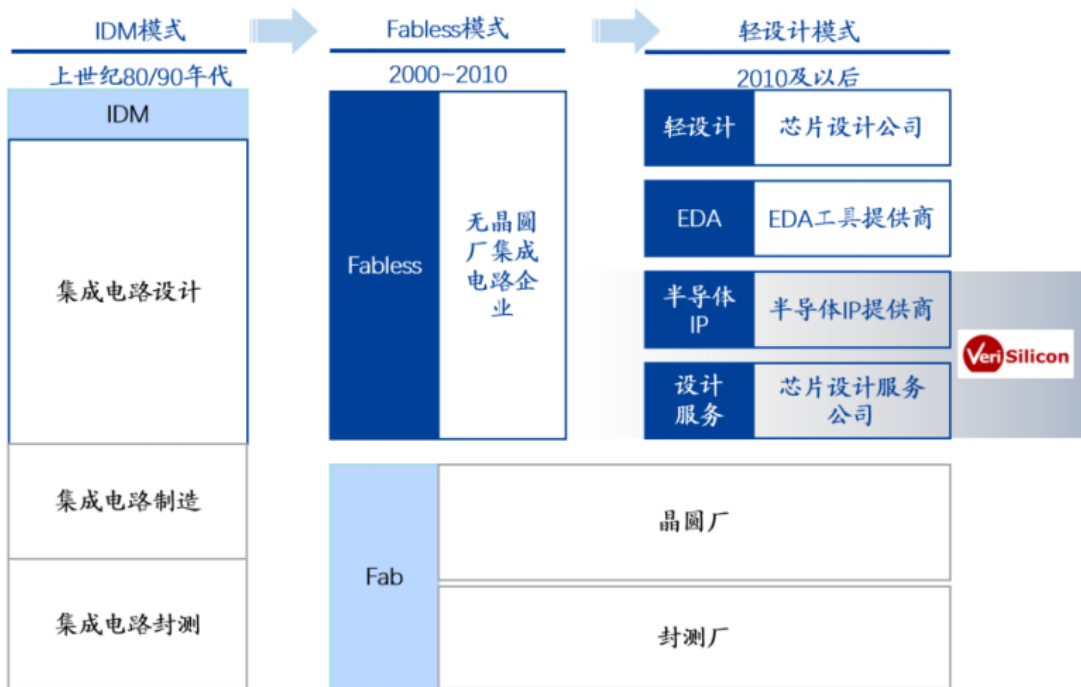 IDM模式
Fabless模式
轻设计模式
上世纪80/90年代
2000~2010
2010及以后
IDM
集成电路设计
集成电路制造
集成电路封测
Fabless
无晶圆
厂集成
电路企
业
轻设计
芯片设计公司
EDA
EDA工具提供商
半导体
IP
半导体IP提供商
设计
服务
芯片设计服务
公司
VeriSilicon
Fab
晶圆厂
封测厂